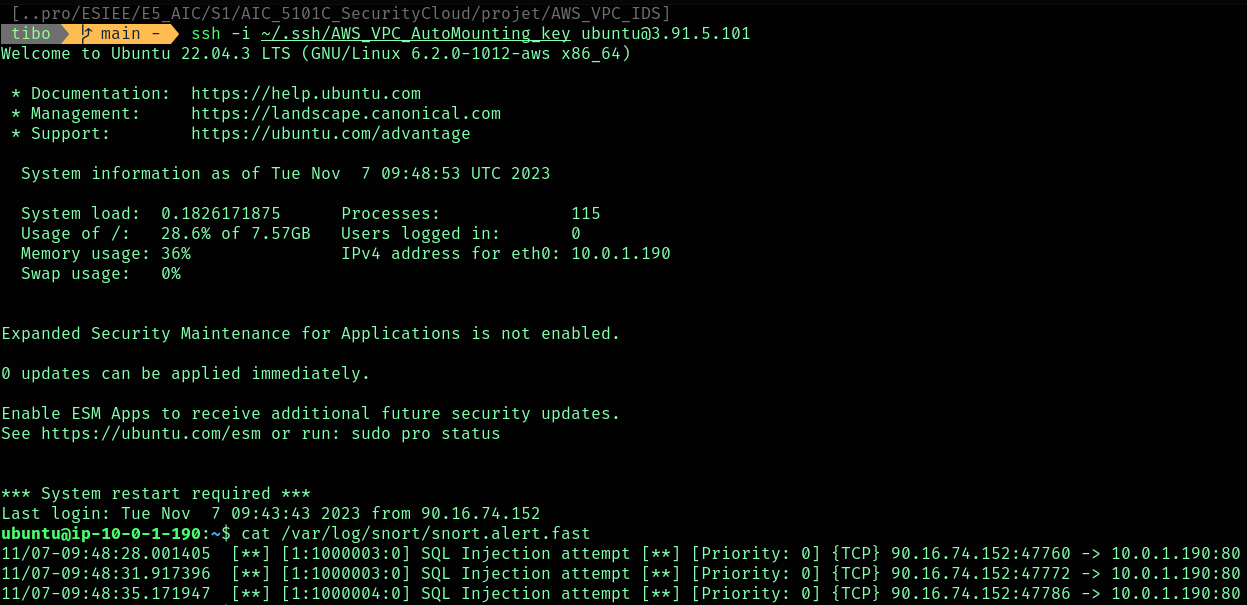 [..pro/ESIEE/E5_AIC/S1/AIC_5101C_SecurityCloud/projet/AWS_VPC_IDS]
tibo main - ssh -i ~/.ssh/AWS_VPC_AutoMounting_key ubuntu@3.91.5.101
Welcome to Ubuntu 22.04.3 LTS (GNU/Linux 6.2.0-1012-aws x86_64)
* Documentation: https://help.ubuntu.com
* Management: https://landscape.canonical.com
* Support: https://ubuntu.com/advantage
System information as of Tue Nov 7 09:48:53 UTC 2023
System load: 0.1826171875 Processes: 115
Usage of /: 28.6% of 7.57GB Users logged in: 0
Memory usage: 36% IPv4 address for eth0: 10.0.1.190
Swap usage: 0%
Expanded Security Maintenance for Applications is not enabled.
0 updates can be applied immediately.
Enable ESM Apps to receive additional future security updates.
See https://ubuntu.com/esm or run: sudo pro status
*** System restart required ***
Last login: Tue Nov 7 09:43:43 2023 from 90.16.74.152
ubuntu@ip-10-0-1-190:~$ cat /var/log/snort/snort.alert.fast
11/07-09:48:28.001405 [**] [1:1000003:0] SQL Injection attempt [**] [Priority: 0] {TCP} 90.16.74.152:47760 -> 10.0.1.190:80
11/07-09:48:31.917396 [**] [1:1000003:0] SQL Injection attempt [**] [Priority: 0] {TCP} 90.16.74.152:47772 -> 10.0.1.190:80
11/07-09:48:35.171947 [**] [1:1000004:0] SQL Injection attempt [**] [Priority: 0] {TCP} 90.16.74.152:47786 -> 10.0.1.190:80